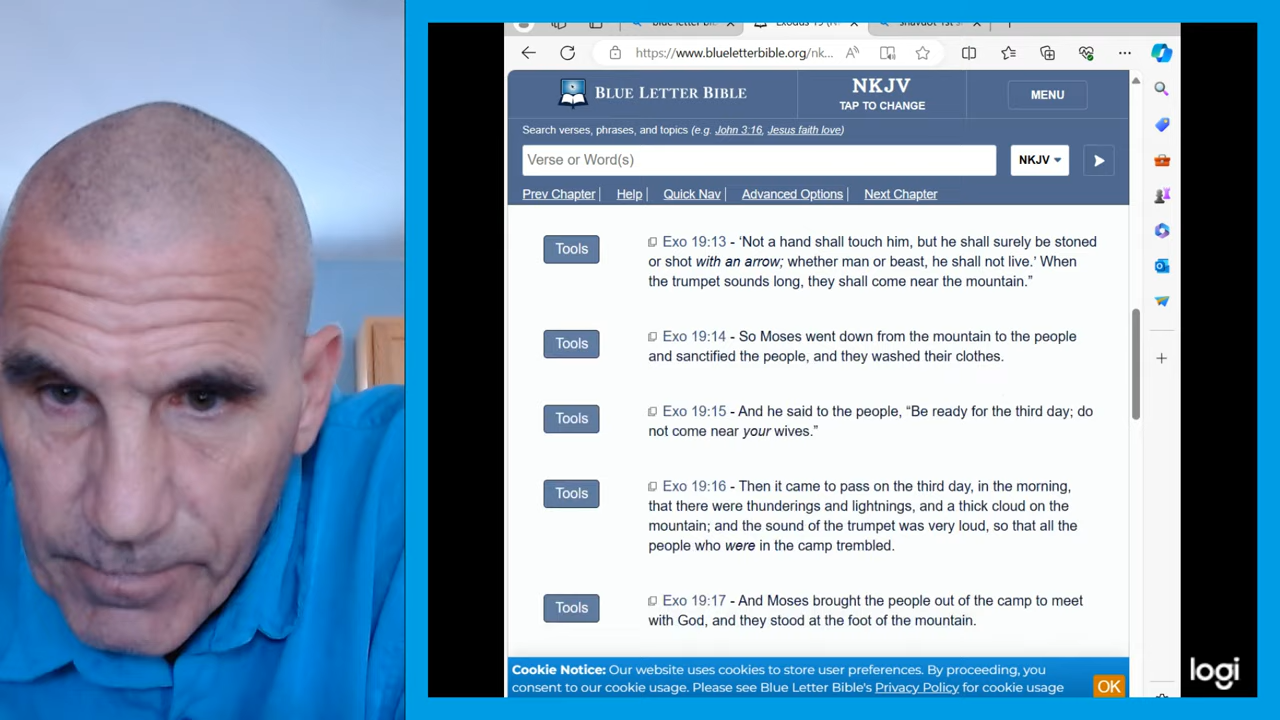 https://www.blueletterbible.org/nk...
BLUE LETTER BIBLE
NKJV
TAP TO CHANGE
MENU
Search verses, phrases, and topics (e.g. John 3:16, Jesus faith love)
Verse or Word(s)
NKJV
Prev Chapter| Help| Quick Nav| Advanced Options| Next Chapter
Tools
Exo 19:13 - ‘Not a hand shall touch him, but he shall surely be stoned
or shot with an arrow; whether man or beast, he shall not live.’ When
the trumpet sounds long, they shall come near the mountain.”
Tools
Exo 19:14 - So Moses went down from the mountain to the people
and sanctified the people, and they washed their clothes.
Tools
Exo 19:15 - And he said to the people, “Be ready for the third day; do
not come near your wives.”
Tools
Exo 19:16 - Then it came to pass on the third day, in the morning,
that there were thunderings and lightnings, and a thick cloud on the
mountain; and the sound of the trumpet was very loud, so that all the
people who were in the camp trembled.
Tools
Exo 19:17 - And Moses brought the people out of the camp to meet
with God, and they stood at the foot of the mountain.
Cookie Notice: Our website uses cookies to store user preferences. By proceeding, you
consent to our cookie usage. Please see Blue Letter Bible's Privacy Policy for cookie usage
OK
logi